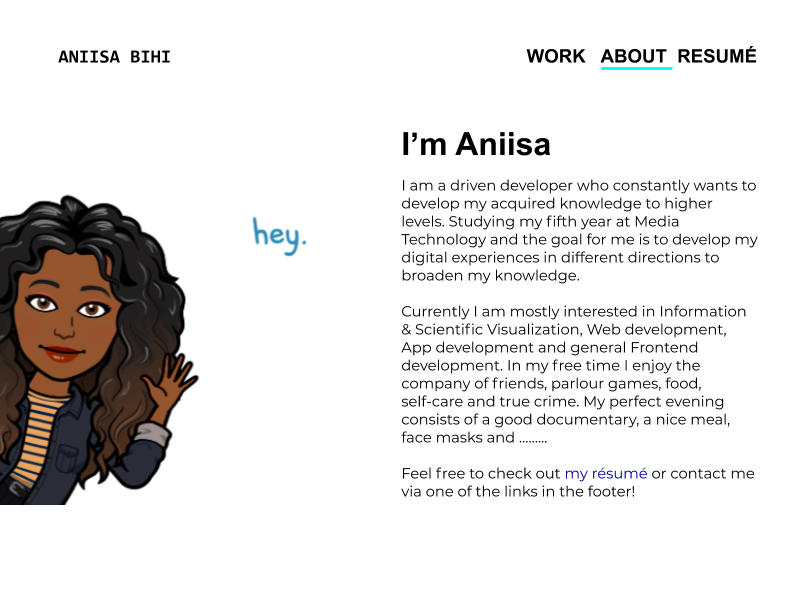 ANIISA BIHI
WORK ABOUT RESUMÉ
I’m Aniisa
hey.
I am a driven developer who constantly wants to
develop my acquired knowledge to higher
levels. Studying my fifth year at Media
Technology and the goal for me is to develop my
digital experiences in different directions to
broaden my knowledge.
Currently I am mostly interested in Information
& Scientific Visualization, Web development,
App development and general Frontend
development. In my free time I enjoy the
company of friends, parlour games, food,
self-care and true crime. My perfect evening
consists of a good documentary, a nice meal,
face masks and .........
Feel free to check out my résumé or contact me
via one of the links in the footer!